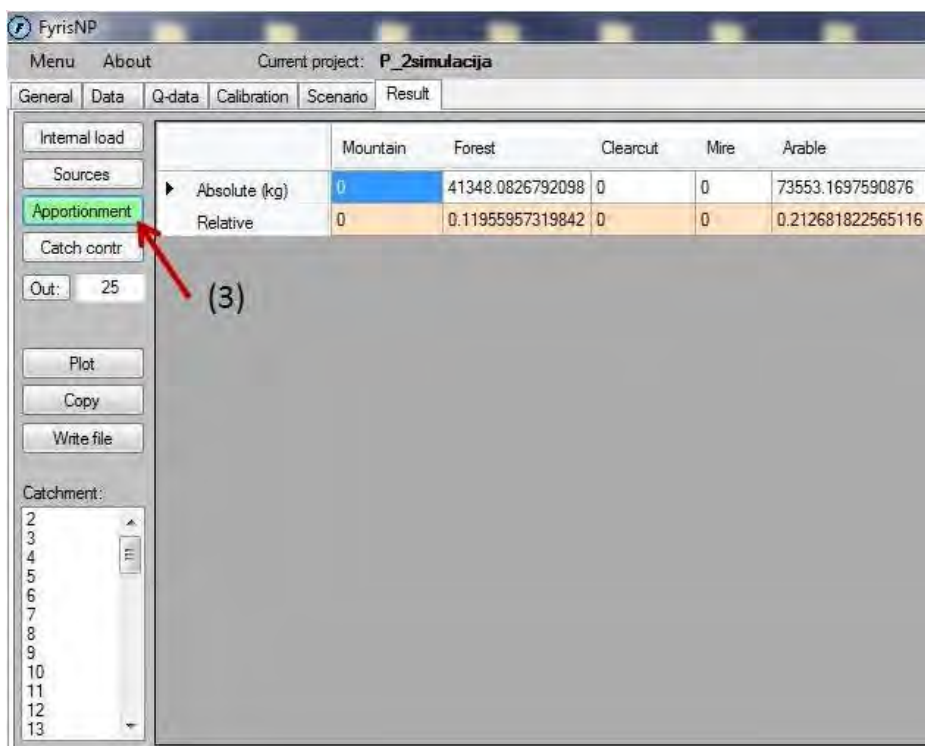 FyrisNP
Menu About Current project: P_2simulacija
General Data Q-data Calibration Scenario Result
Internal load
Sources
Apportionment
Catch contr
Out: 25
Plot
Copy
Write file
Catchment:
2
3
4
5
6
7
8
9
10
11
12
13
Mountain Forest Clearcut Mire Arable
Absolute (kg) 0 41348.0826792098 0 0 73553.1697590876
Relative 0 0.11955957319842 0 0 0.212681822565116
(3)